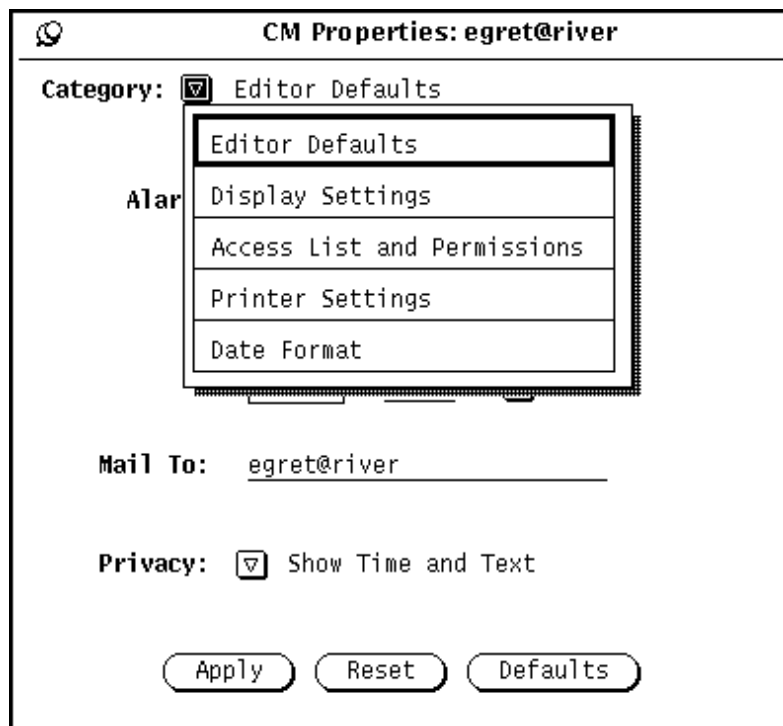 CM Properties: egret@river
Category: Editor Defaults
Editor Defaults
Alar Display Settings
Access List and Permissions
Printer Settings
Date Format
Mail To: egret@river
Privacy: Show Time and Text
Apply Reset Defaults